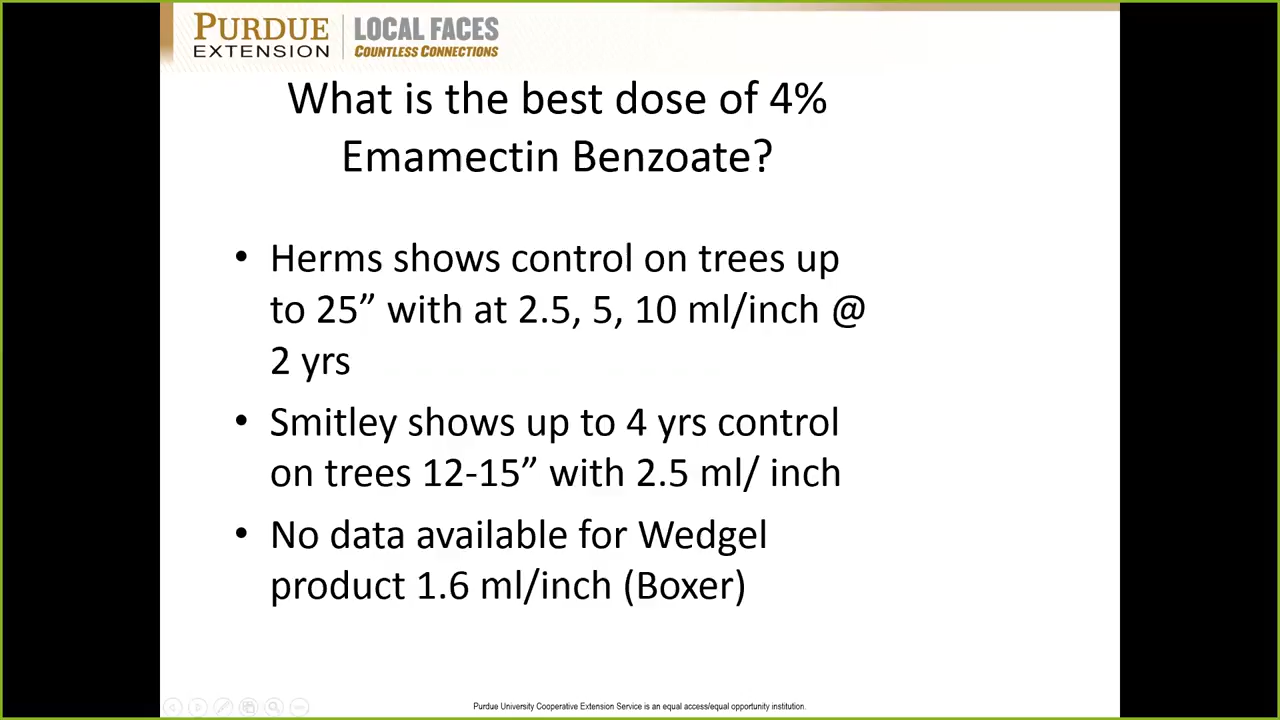 PURDUE
EXTENSION
LOCAL FACES
COUNTLESS CONNECTIONS
What is the best dose of 4%
Emamectin Benzoate?
• Herms shows control on trees up
to 25” with at 2.5, 5, 10 ml/inch @
2 yrs
• Smitley shows up to 4 yrs control
on trees 12-15” with 2.5 ml/ inch
• No data available for Wedgel
product 1.6 ml/inch (Boxer)
Purdue University Cooperative Extension Service is an equal access/equal opportunity institution.